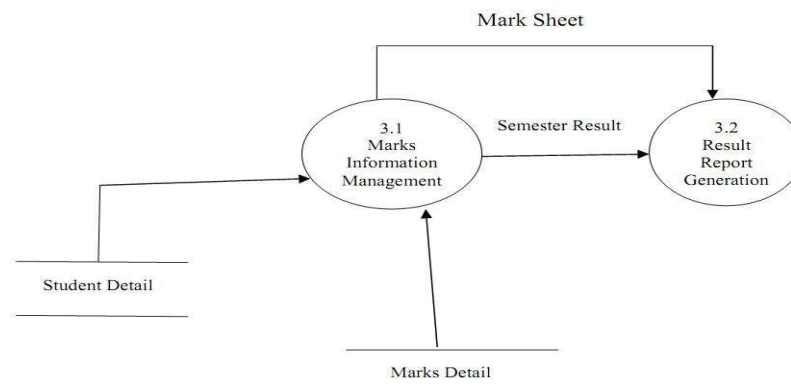 Mark Sheet
3.1
Marks
Information
Management
Semester Result
3.2
Result
Report
Generation
Student Detail
Marks Detail